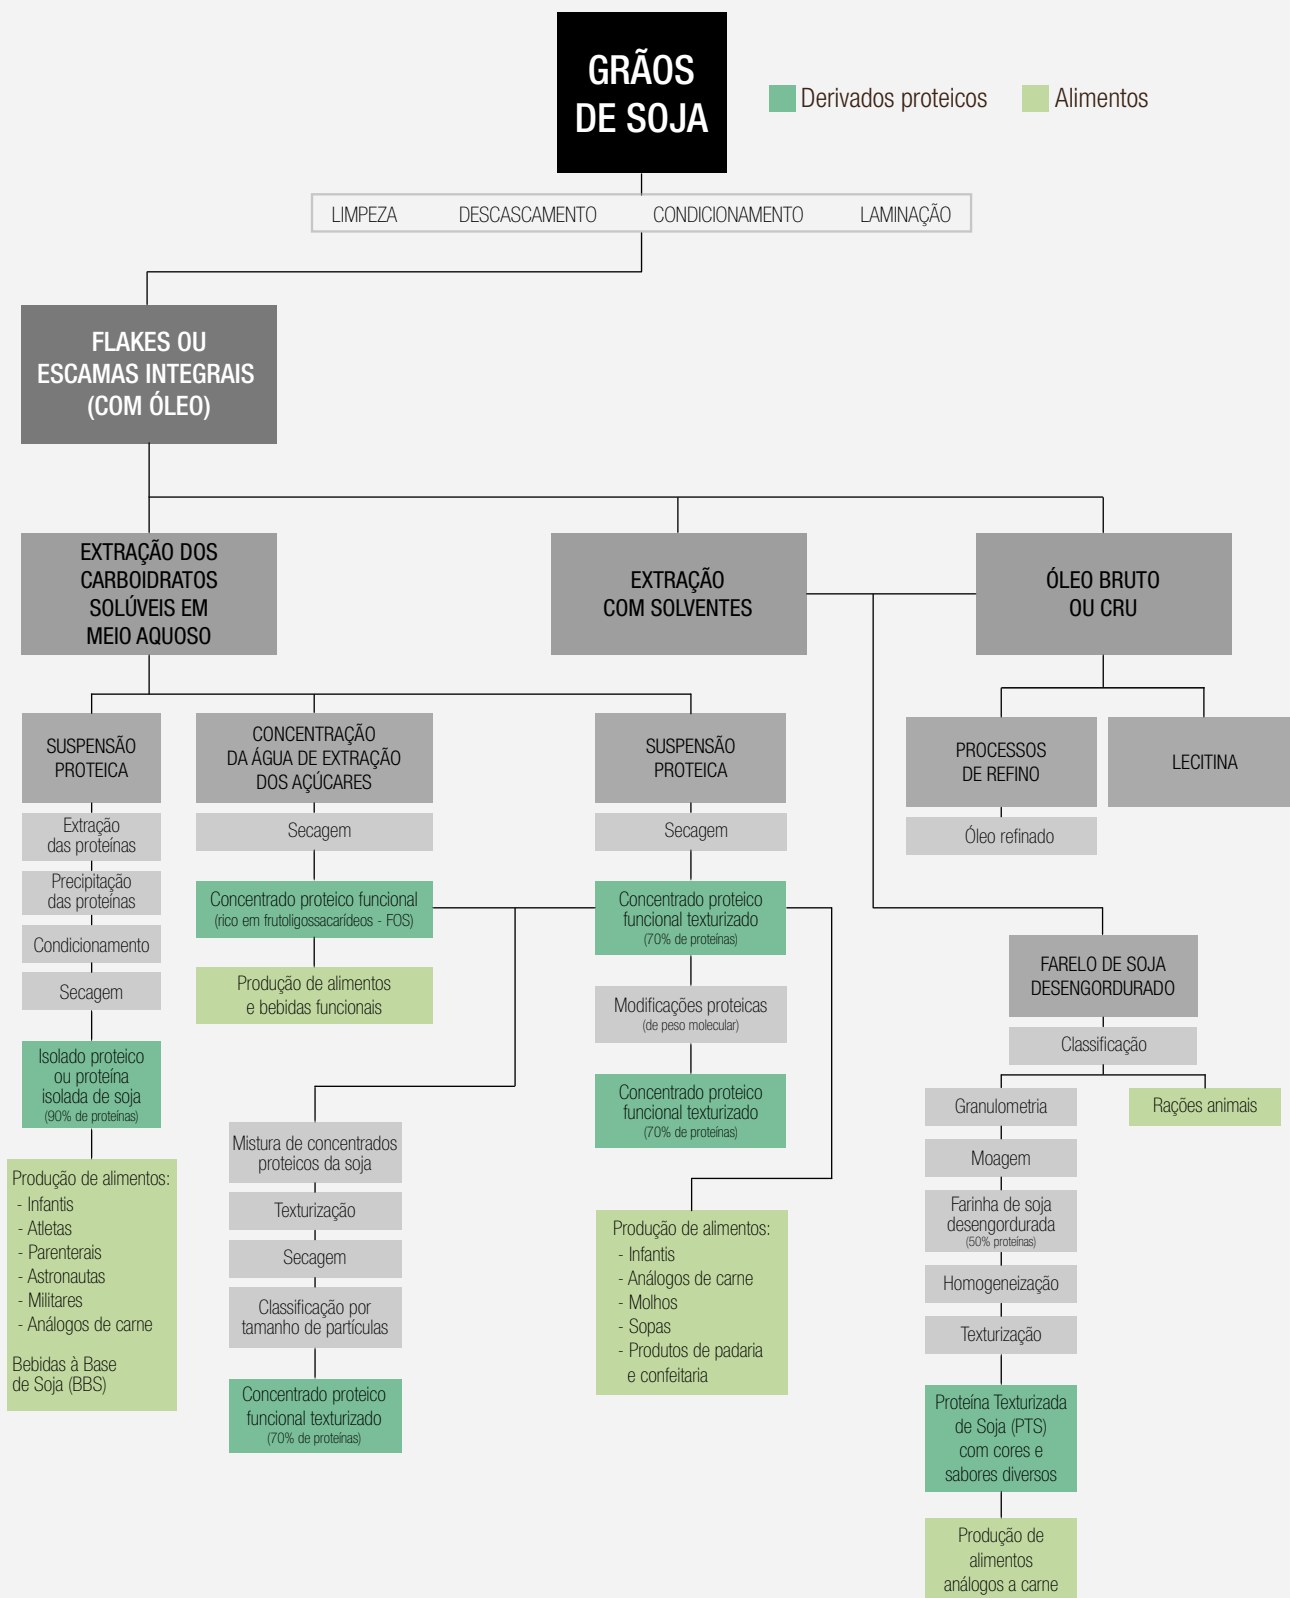 GRÃOS
DE SOJA
Derivados proteicos
Alimentos
LIMPEZA DESCASCAMENTO CONDICIONAMENTO LAMINAÇÃO
FLAKES OU
ESCAMAS INTEGRAIS
(COM ÓLEO)
EXTRAÇÃO DOS
CARBOIDRATOS
SOLÚVEIS EM
MEIO AQUOSO
EXTRAÇÃO
COM SOLVENTES
ÓLEO BRUTO
OU CRU
SUSPENSÃO
PROTEICA
Extração
das proteínas
Precipitação
das proteínas
Condicionamento
Secagem
Isolado proteico
ou proteína
isolada de soja
(90% de proteínas)
Produção de alimentos:
- Infantis
- Atletas
- Parenterais
- Astronautas
- Militares
- Análogos de carne
Bebidas à Base
de Soja (BBS)
CONCENTRAÇÃO
DA ÁGUA DE EXTRAÇÃO
DOS AÇÚCARES
Secagem
Concentrado proteico funcional
(rico em frutoligossacarídeos - FOS)
Produção de alimentos
e bebidas funcionais
Mistura de concentrados
proteicos da soja
Texturização
Secagem
Classificação por
tamanho de partículas
Concentrado proteico
funcional texturizado
(70% de proteínas)
SUSPENSÃO
PROTEICA
Secagem
Concentrado proteico
funcional texturizado
(70% de proteínas)
Modificações proteicas
(de peso molecular)
Concentrado proteico
funcional texturizado
(70% de proteínas)
Produção de alimentos:
- Infantis
- Análogos de carne
- Molhos
- Sopas
- Produtos de padaria
e confeitaria
PROCESSOS
DE REFINO
Óleo refinado
LECITINA
FARELO DE SOJA
DESENGORDURADO
Classificação
Granulometria
Moagem
Farinha de soja
desengordurada
(50% proteínas)
Homogeneização
Texturização
Proteína Texturizada
de Soja (PTS)
com cores e
sabores diversos
Produção de
alimentos
análogos a carne
Rações animais